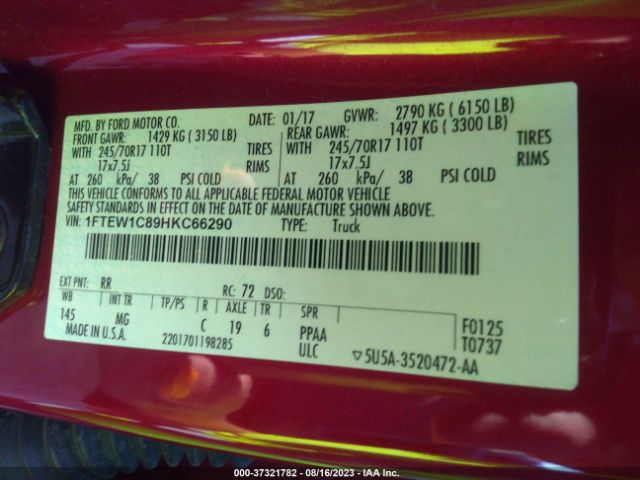 MFD. BY FORD MOTOR CO. DATE: 01/17 GVWR: 2790 KG ( 6150 LB)
FRONT GAWR: 1429 KG ( 3150 LB) REAR GAWR: 1497 KG ( 3300 LB)
WITH 245/70R17 110T TIRES WITH 245/70R17 110T TIRES
17x7.5J RIMS 17x7.5J RIMS
AT 260 kPa/ 38 PSI COLD AT 260 kPa/ 38 PSI COLD
THIS VEHICLE CONFORMS TO ALL APPLICABLE FEDERAL MOTOR VEHICLE
SAFETY STANDARDS IN EFFECT ON THE DATE OF MANUFACTURE SHOWN ABOVE.
VIN: 1FTEW1C89HKC66290 TYPE: Truck
EXT PNT: RR RC: 72 DSO:
WB INT TR TP/PS R AXLE TR SPR
145 MG C 19 6 PPAA F0125
MADE IN U.S.A. 2201701198285 ULC T0737
▽5U5A-3520472-AA
000-37321782 - 08/16/2023 - IAA Inc.